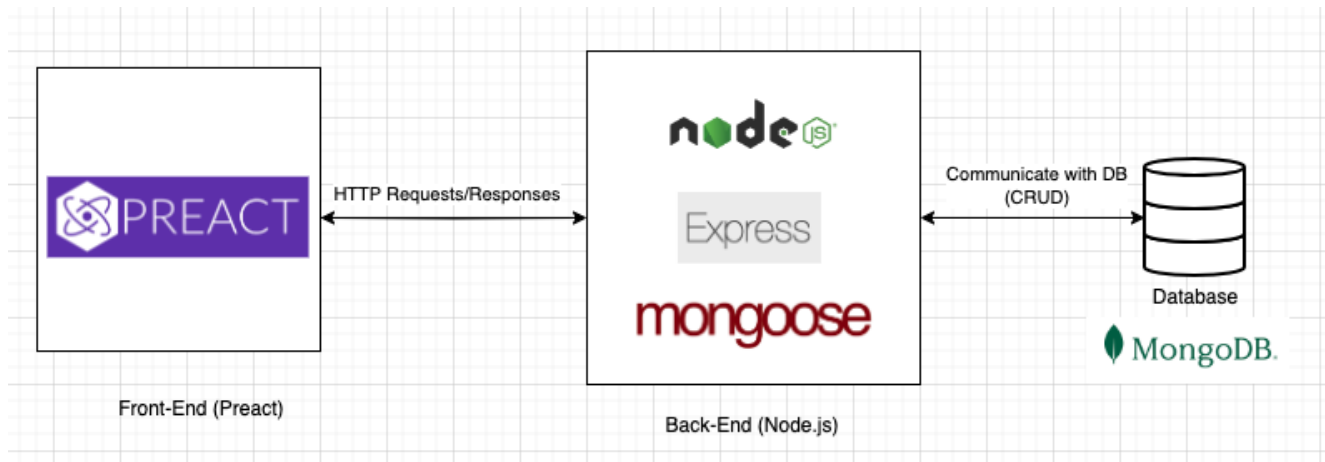 PREACT
Front-End (Preact)
HTTP Requests/Responses
node
JS
Express
mongoose
Back-End (Node.js)
Communicate with DB
(CRUD)
Database
MongoDB.